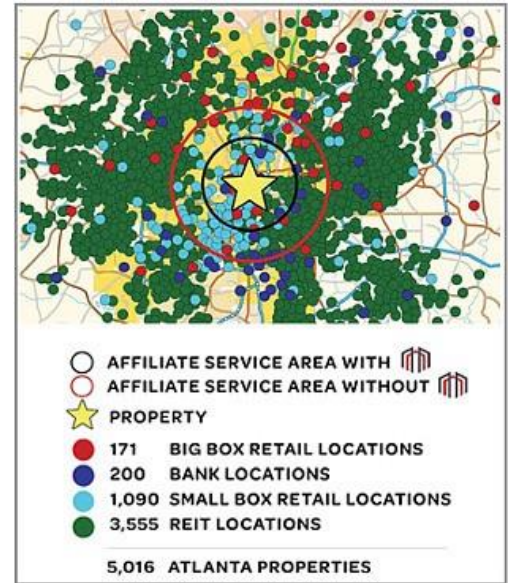 AFFILIATE SERVICE AREA WITH
AFFILIATE SERVICE AREA WITHOUT
PROPERTY
171 BIG BOX RETAIL LOCATIONS
200 BANK LOCATIONS
1,090 SMALL BOX RETAIL LOCATIONS
3,555 REIT LOCATIONS
5,016 ATLANTA PROPERTIES